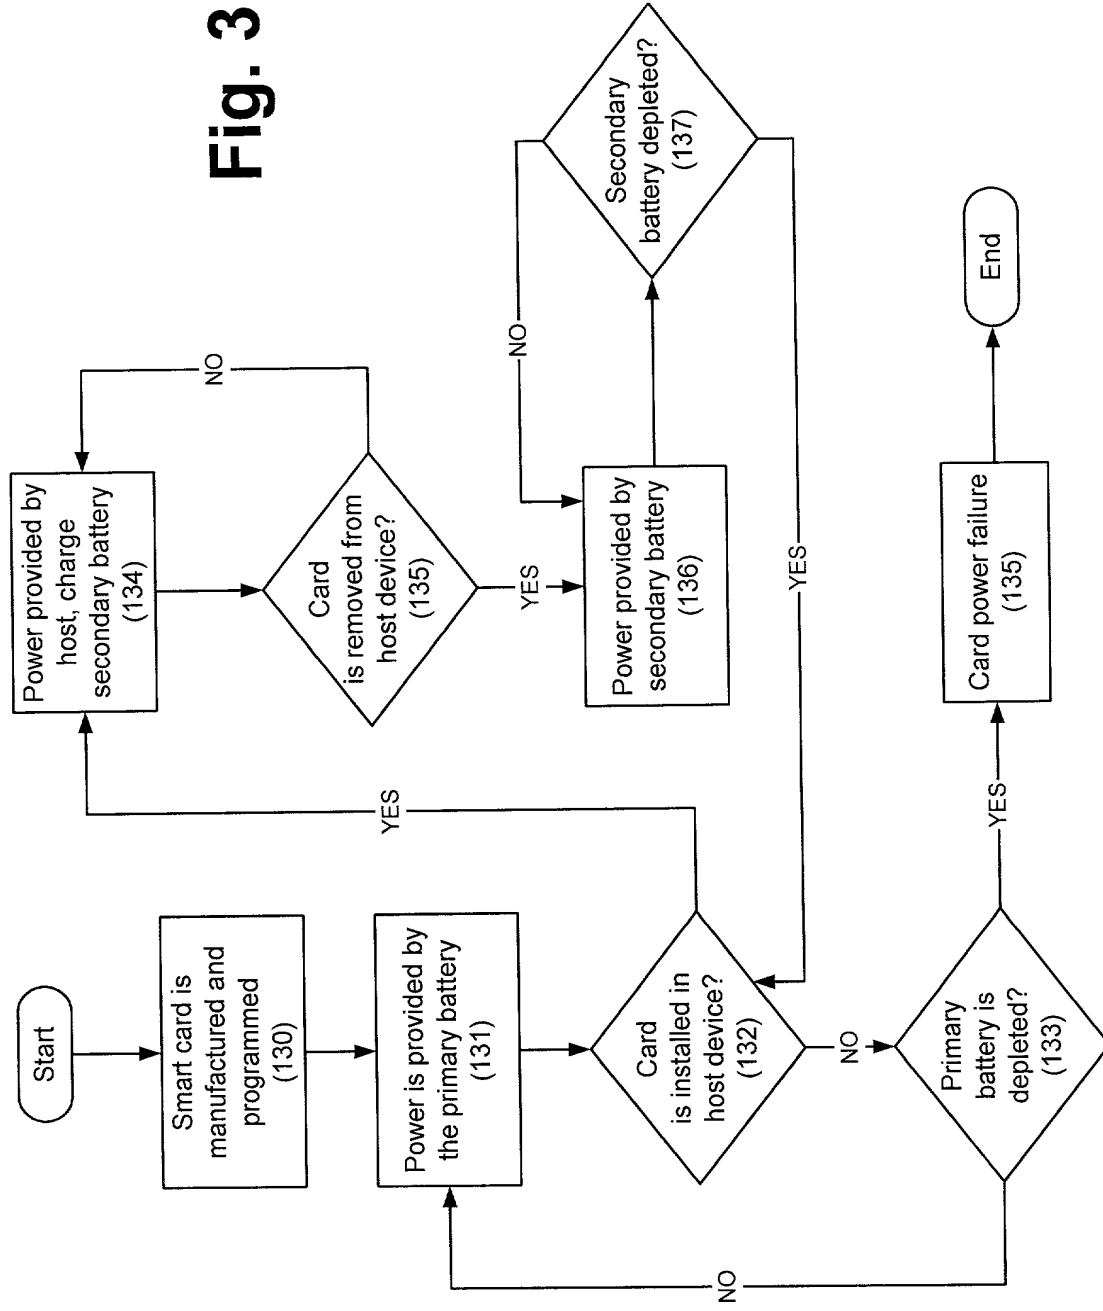 Fig. 3
Start
Smart card is
manufactured and
programmed
(130)
Power is provided by
the primary battery
(131)
Card
is installed in
host device?
(132)
YES
NO
Primary
battery is
depleted?
(133)
NO
YES
Card power failure
(135)
End
Power provided by
host, charge
secondary battery
(134)
Card
is removed from
host device?
(135)
NO
YES
Power provided by
secondary battery
(136)
Secondary
battery depleted?
(137)
NO
YES